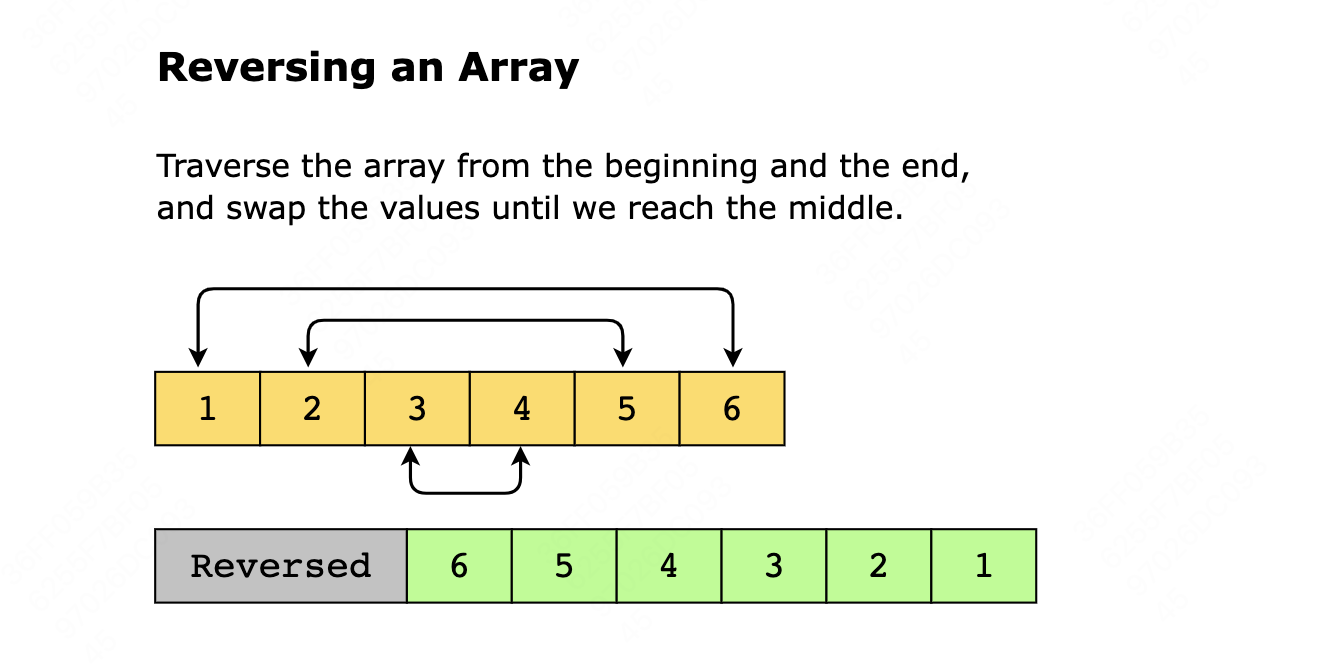 Reversing an Array
Traverse the array from the beginning and the end,
and swap the values until we reach the middle.
1 2 3 4 5 6
Reversed 6 5 4 3 2 1